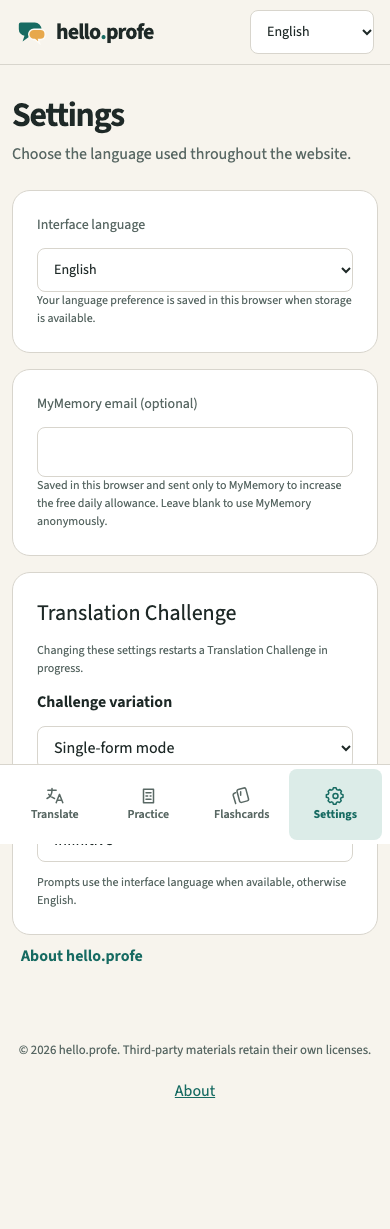 hello.profe
English
Settings
Choose the language used throughout the website.
Interface language
English
Your language preference is saved in this browser when storage
is available.
MyMemory email (optional)
Saved in this browser and sent only to MyMemory to increase
the free daily allowance. Leave blank to use MyMemory
anonymously.
Translation Challenge
Changing these settings restarts a Translation Challenge in
progress.
Challenge variation
Single-form mode
Translate
Practice
Flashcards
Settings
Prompts use the interface language when available, otherwise
English.
About hello.profe
© 2026 hello.profe. Third-party materials retain their own licenses.
About